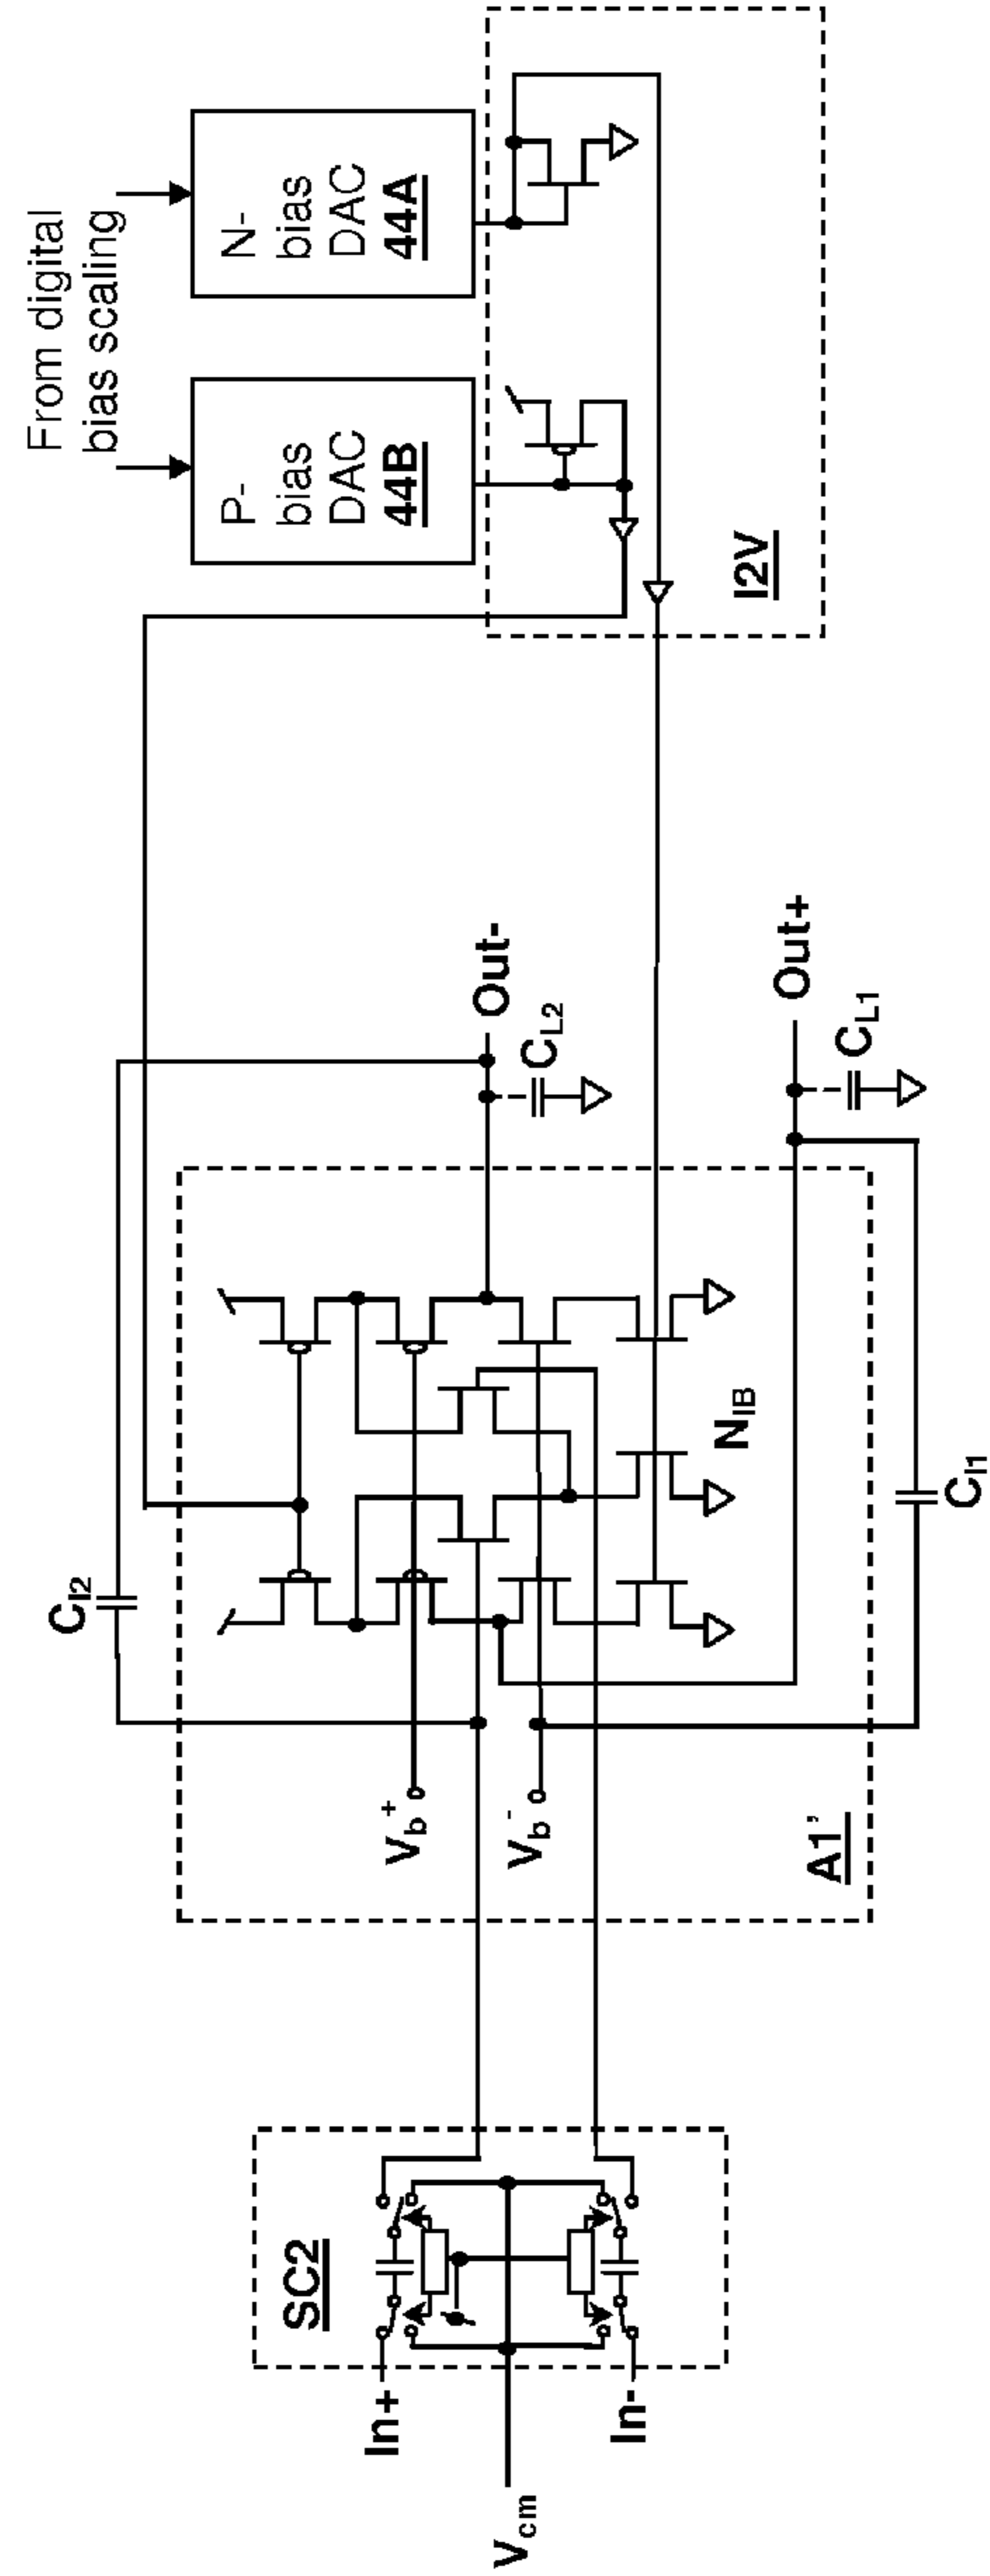 From digital
bias scaling
P-
bias
DAC
44B
N-
bias
DAC
44A
I2V
CI2
Out-
CL2
Out+
CL1
NIB
CI1
Vb+
Vb-
A1'
SC2
In+
In-
Vcm